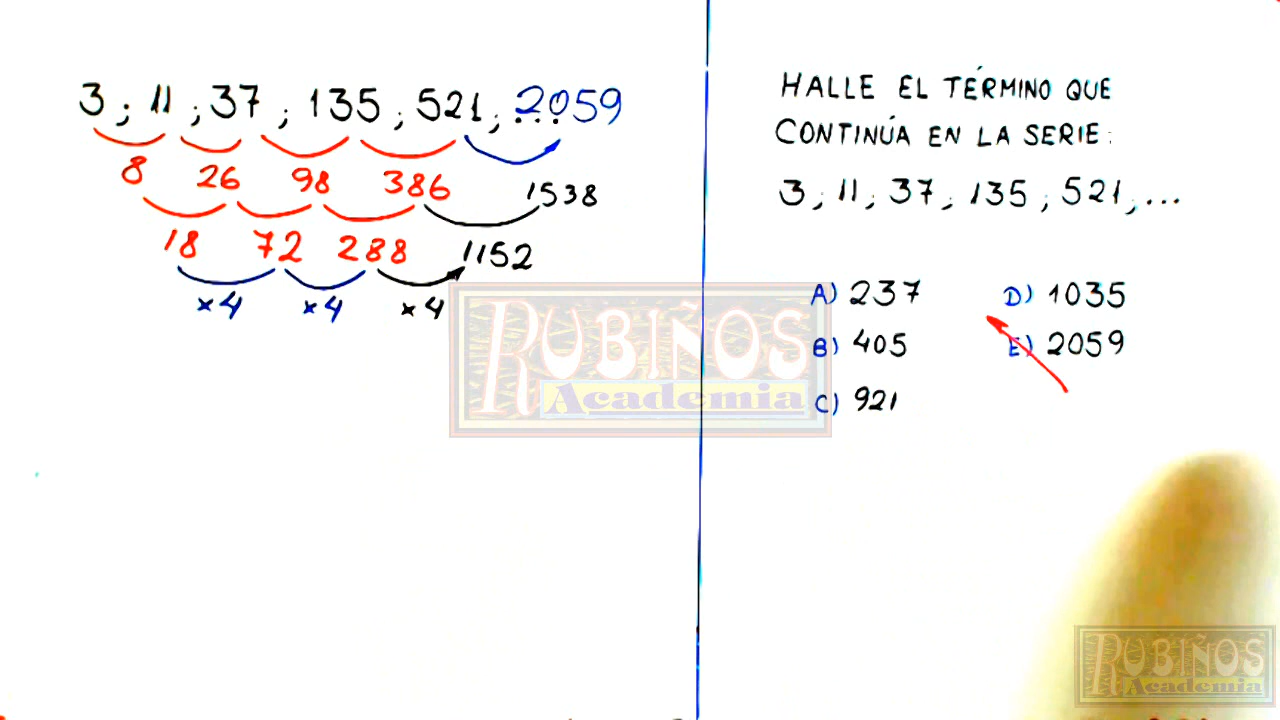 3 ; 11 ; 37 ; 135 ; 521 , ... 2059
8 26 98 386 1538
18 72 288 1152
×4 ×4 ×4
HALLE EL TÉRMINO QUE
CONTINÚA EN LA SERIE:
3 ; 11 ; 37 ; 135 ; 521 , ...
A) 237 D) 1035
B) 405 E) 2059
C) 921
RUBIÑOS
Academia
RUBIÑOS
Academia